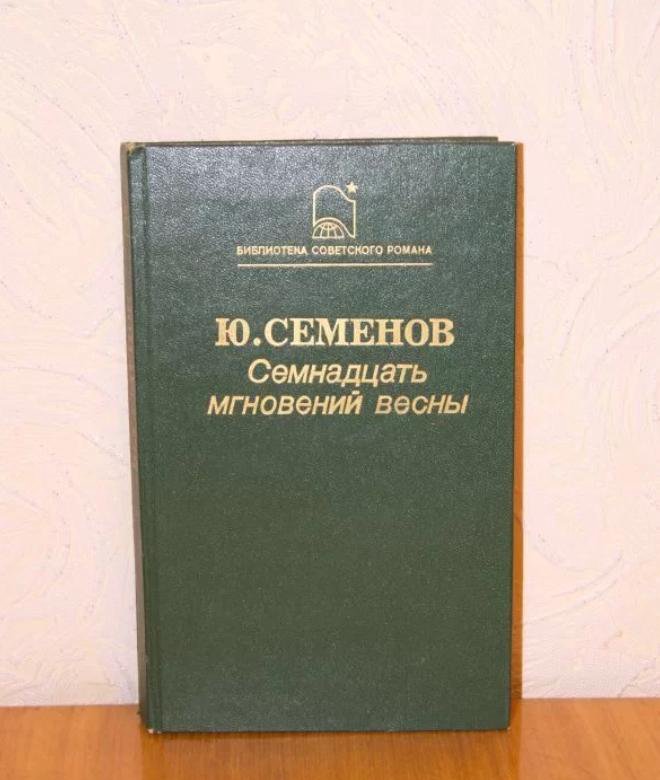 БИБЛИОТЕКА СОВЕТСКОГО РОМАНА
Ю.СЕМЕНОВ
Семнадцать
мгновений весны